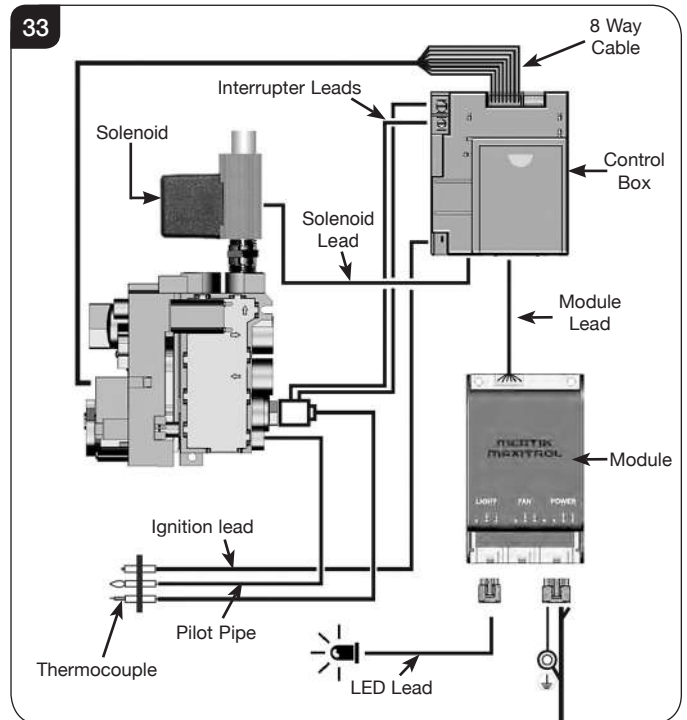 33
8 Way
Cable
Interrupter Leads
Solenoid
Control
Box
Solenoid
Lead
Module
Lead
MERTIK
MAXITROL
Module
LIGHT FAN POWER
Ignition lead
Pilot Pipe
Thermocouple
LED Lead